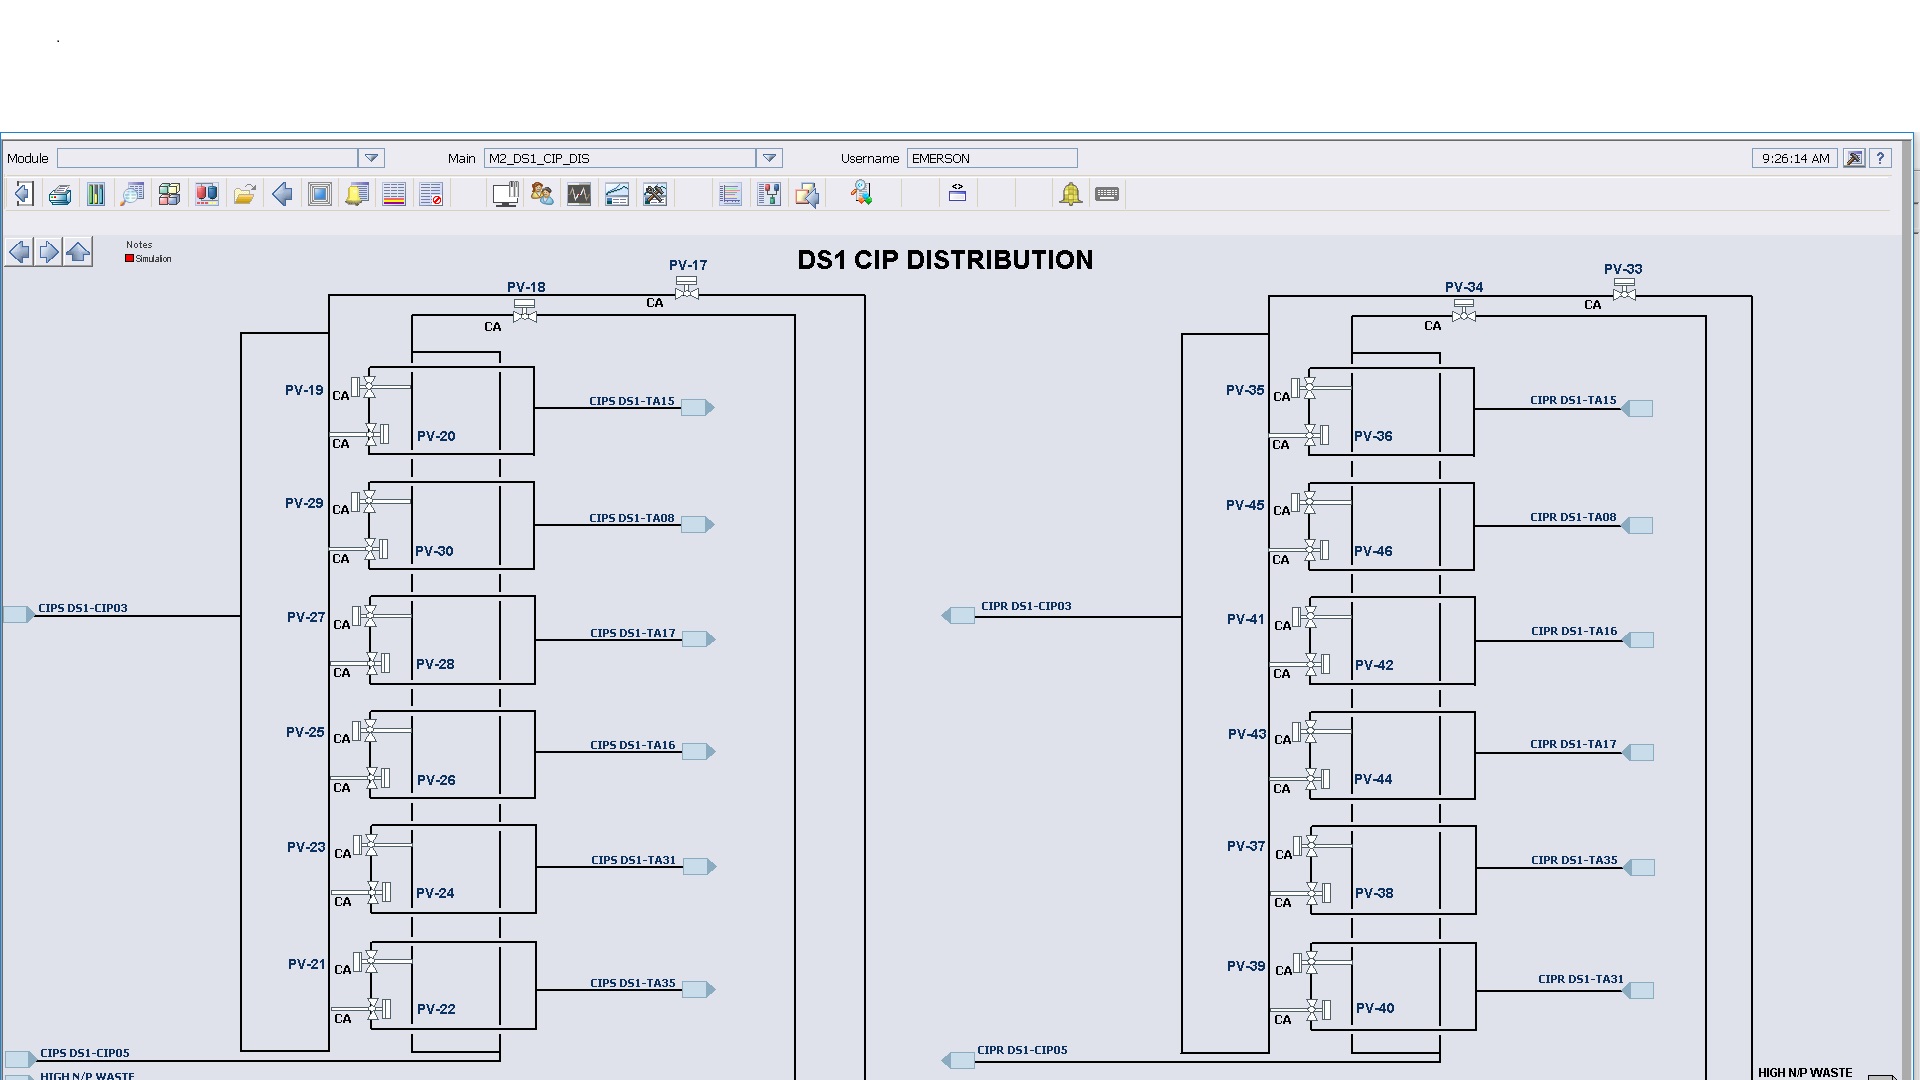 Module
Main M2_DS1_CIP_DIS
Username EMERSON
9:26:14 AM
?
Notes
Simulation
DS1 CIP DISTRIBUTION
PV-17
CA
PV-18
CA
PV-19 CA
CA PV-20
CIPS DS1-TA15
PV-29 CA
CA PV-30
CIPS DS1-TA08
PV-27 CA
CA PV-28
CIPS DS1-TA17
PV-25 CA
CA PV-26
CIPS DS1-TA16
PV-23 CA
CA PV-24
CIPS DS1-TA31
PV-21 CA
CA PV-22
CIPS DS1-TA35
CIPS DS1-CIP03
CIPS DS1-CIP05
HIGH N/P WASTE
PV-33
CA
PV-34
CA
PV-35 CA
CA PV-36
CIPR DS1-TA15
PV-45 CA
CA PV-46
CIPR DS1-TA08
PV-41 CA
CA PV-42
CIPR DS1-TA16
PV-43 CA
CA PV-44
CIPR DS1-TA17
PV-37 CA
CA PV-38
CIPR DS1-TA35
PV-39 CA
CA PV-40
CIPR DS1-TA31
CIPR DS1-CIP03
CIPR DS1-CIP05
HIGH N/P WASTE